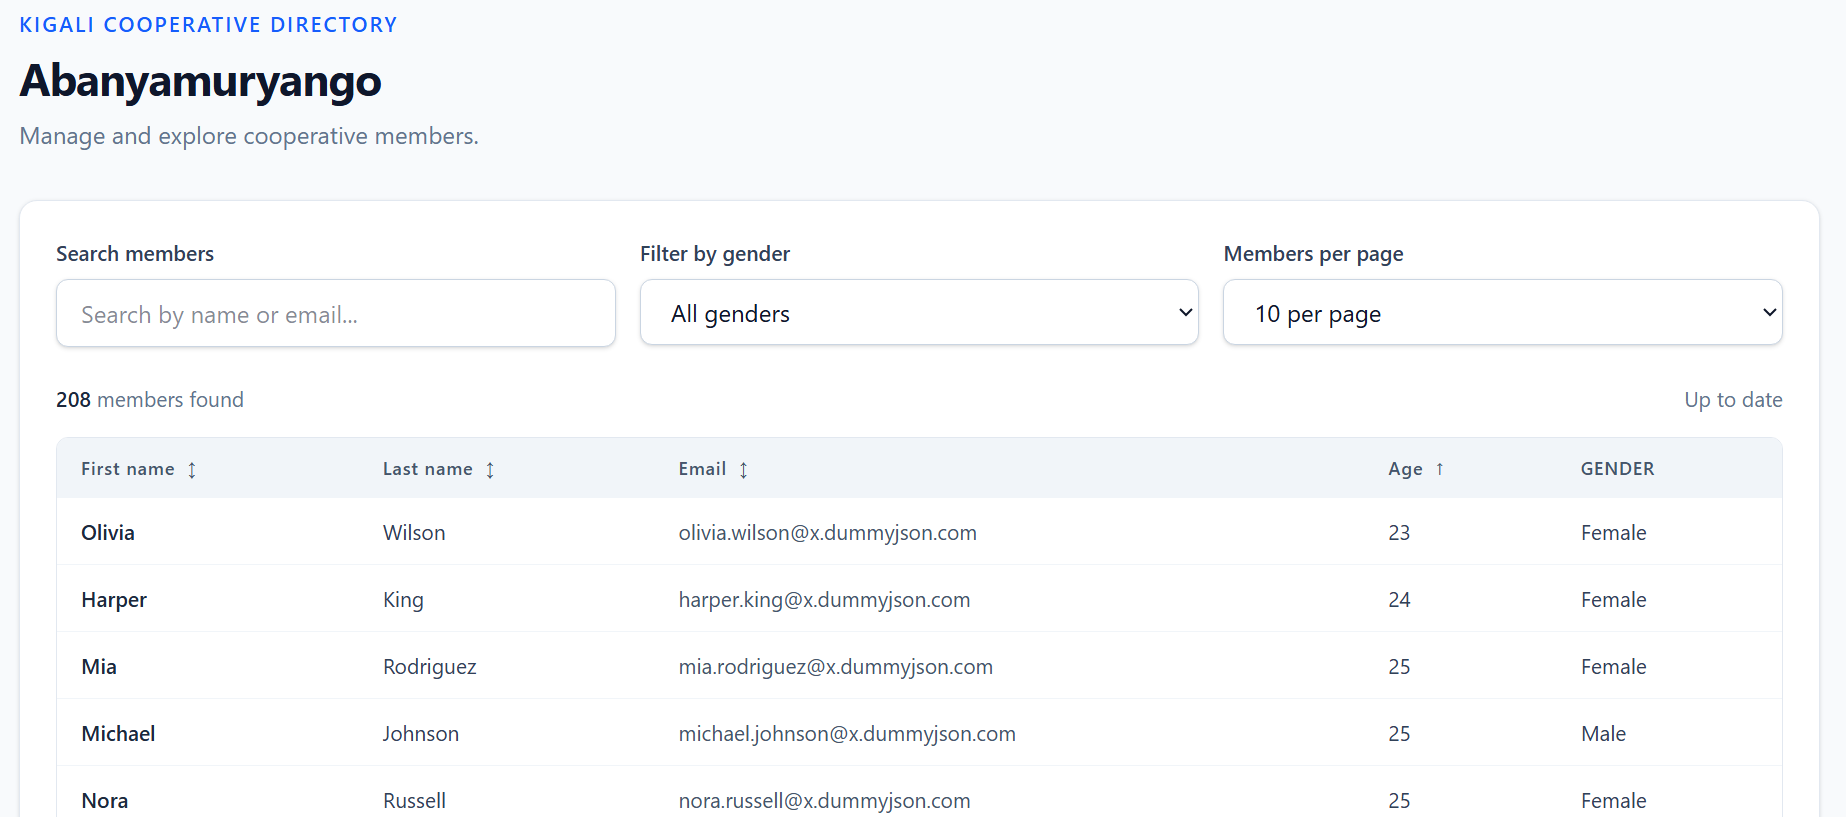 KIGALI COOPERATIVE DIRECTORY
Abanyamuryango
Manage and explore cooperative members.
Search members Filter by gender Members per page
Search by name or email... All genders 10 per page
208 members found Up to date
First name ↕ Last name ↕ Email ↕ Age ↑ GENDER
Olivia Wilson olivia.wilson@x.dummyjson.com 23 Female
Harper King harper.king@x.dummyjson.com 24 Female
Mia Rodriguez mia.rodriguez@x.dummyjson.com 25 Female
Michael Johnson michael.johnson@x.dummyjson.com 25 Male
Nora Russell nora.russell@x.dummyjson.com 25 Female